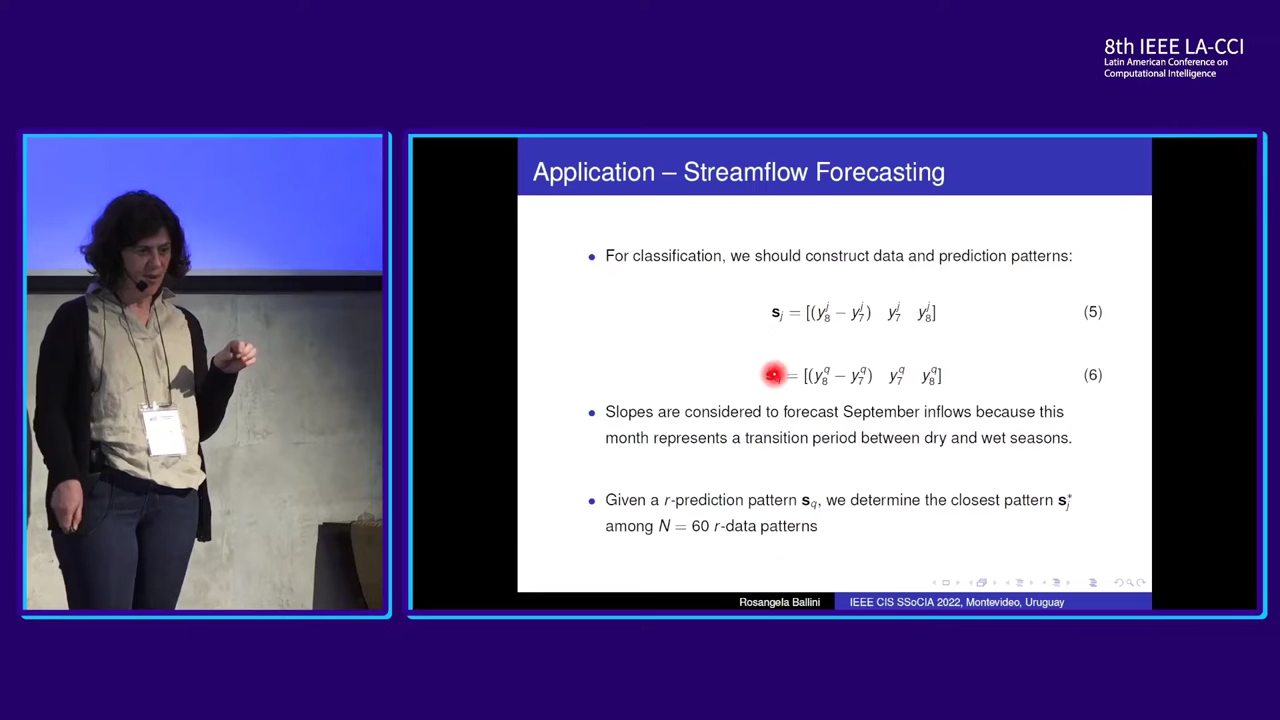 8th IEEE LA-CCI
Latin American Conference on
Computational Intelligence
Application – Streamflow Forecasting
For classification, we should construct data and prediction patterns:
s_j = [(y_8^j − y_7^j) y_7^j y_8^j] (5)
= [(y_8^q − y_7^q) y_7^q y_8^q] (6)
Slopes are considered to forecast September inflows because this
month represents a transition period between dry and wet seasons.
Given a r-prediction pattern s_q, we determine the closest pattern s_j^*
among N = 60 r-data patterns
Rosangela Ballini IEEE CIS SSoCIA 2022, Montevideo, Uruguay